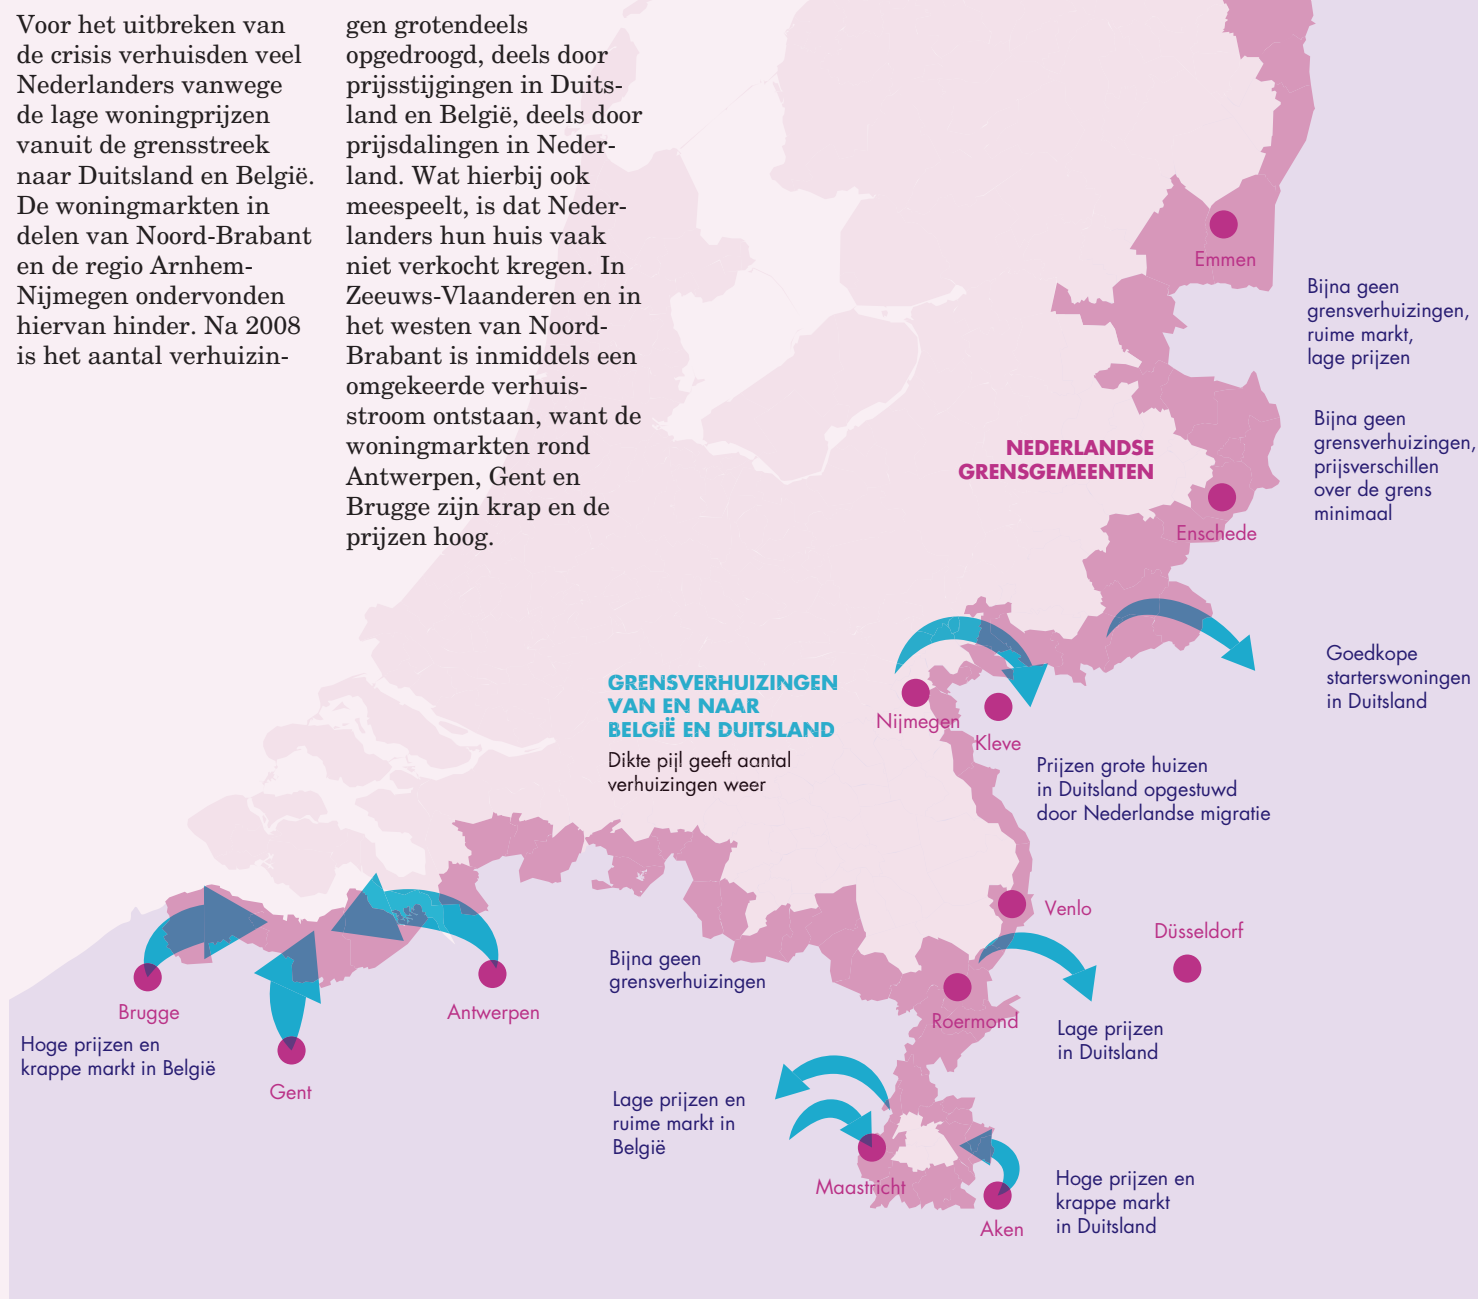 Voor het uitbreken van
de crisis verhuisden veel
Nederlanders vanwege
de lage woningprijzen
vanuit de grensstreek
naar Duitsland en België.
De woningmarkten in
delen van Noord-Brabant
en de regio Arnhem-
Nijmegen ondervonden
hiervan hinder. Na 2008
is het aantal verhuizin-
gen grotendeels
opgedroogd, deels door
prijsstijgingen in Duits-
land en België, deels door
prijsdalingen in Neder-
land. Wat hierbij ook
meespeelt, is dat Neder-
landers hun huis vaak
niet verkocht kregen. In
Zeeuws-Vlaanderen en in
het westen van Noord-
Brabant is inmiddels een
omgekeerde verhuis-
stroom ontstaan, want de
woningmarkten rond
Antwerpen, Gent en
Brugge zijn krap en de
prijzen hoog.
Emmen
Bijna geen
grensverhuizingen,
ruime markt,
lage prijzen
Bijna geen
grensverhuizingen,
prijsverschillen
over de grens
minimaal
NEDERLANDSE
GRENSGEMEENTEN
Enschede
Goedkope
starterswoningen
in Duitsland
GRENSVERHUIZINGEN
VAN EN NAAR
BELGIË EN DUITSLAND
Dikte pijl geeft aantal
verhuizingen weer
Nijmegen
Kleve
Prijzen grote huizen
in Duitsland opgestuwd
door Nederlandse migratie
Venlo
Düsseldorf
Bijna geen
grensverhuizingen
Brugge
Antwerpen
Roermond
Hoge prijzen en
krappe markt in België
Lage prijzen
in Duitsland
Gent
Lage prijzen en
ruime markt in
België
Maastricht
Hoge prijzen en
krappe markt
in Duitsland
Aken